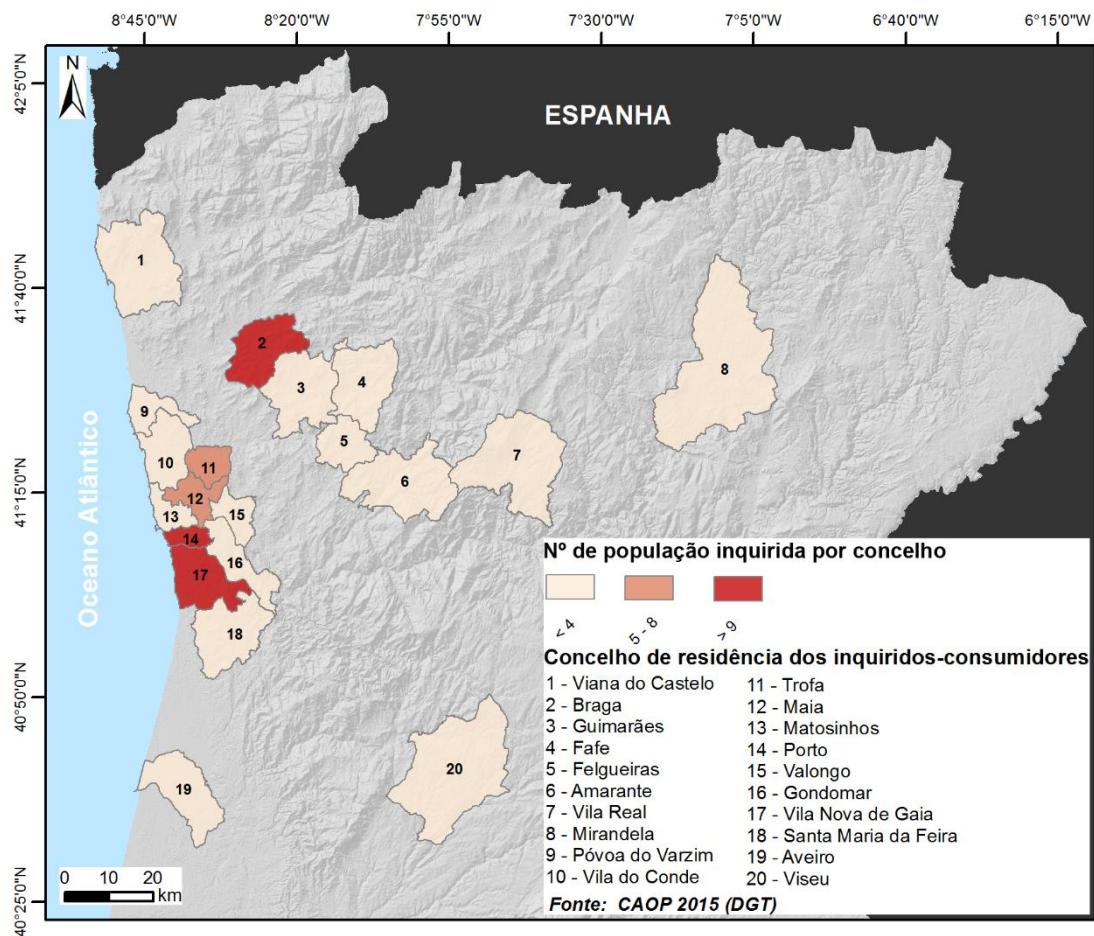 8°45'0"W 8°20'0"W 7°55'0"W 7°30'0"W 7°5'0"W 6°40'0"W 6°15'0"W
42°5'0"N
41°40'0"N
41°15'0"N
40°50'0"N
40°25'0"N
N
ESPANHA
Oceano Atlântico
1
2
3
4
5
6
7
8
9
10
11
12
13
14
15
16
17
18
19
20
0 10 20
km
Nº de população inquirida por concelho
< 4
5 - 8
> 9
Concelho de residência dos inquiridos-consumidores
1 - Viana do Castelo
2 - Braga
3 - Guimarães
4 - Fafe
5 - Felgueiras
6 - Amarante
7 - Vila Real
8 - Mirandela
9 - Póvoa do Varzim
10 - Vila do Conde
11 - Trofa
12 - Maia
13 - Matosinhos
14 - Porto
15 - Valongo
16 - Gondomar
17 - Vila Nova de Gaia
18 - Santa Maria da Feira
19 - Aveiro
20 - Viseu
Fonte: CAOP 2015 (DGT)